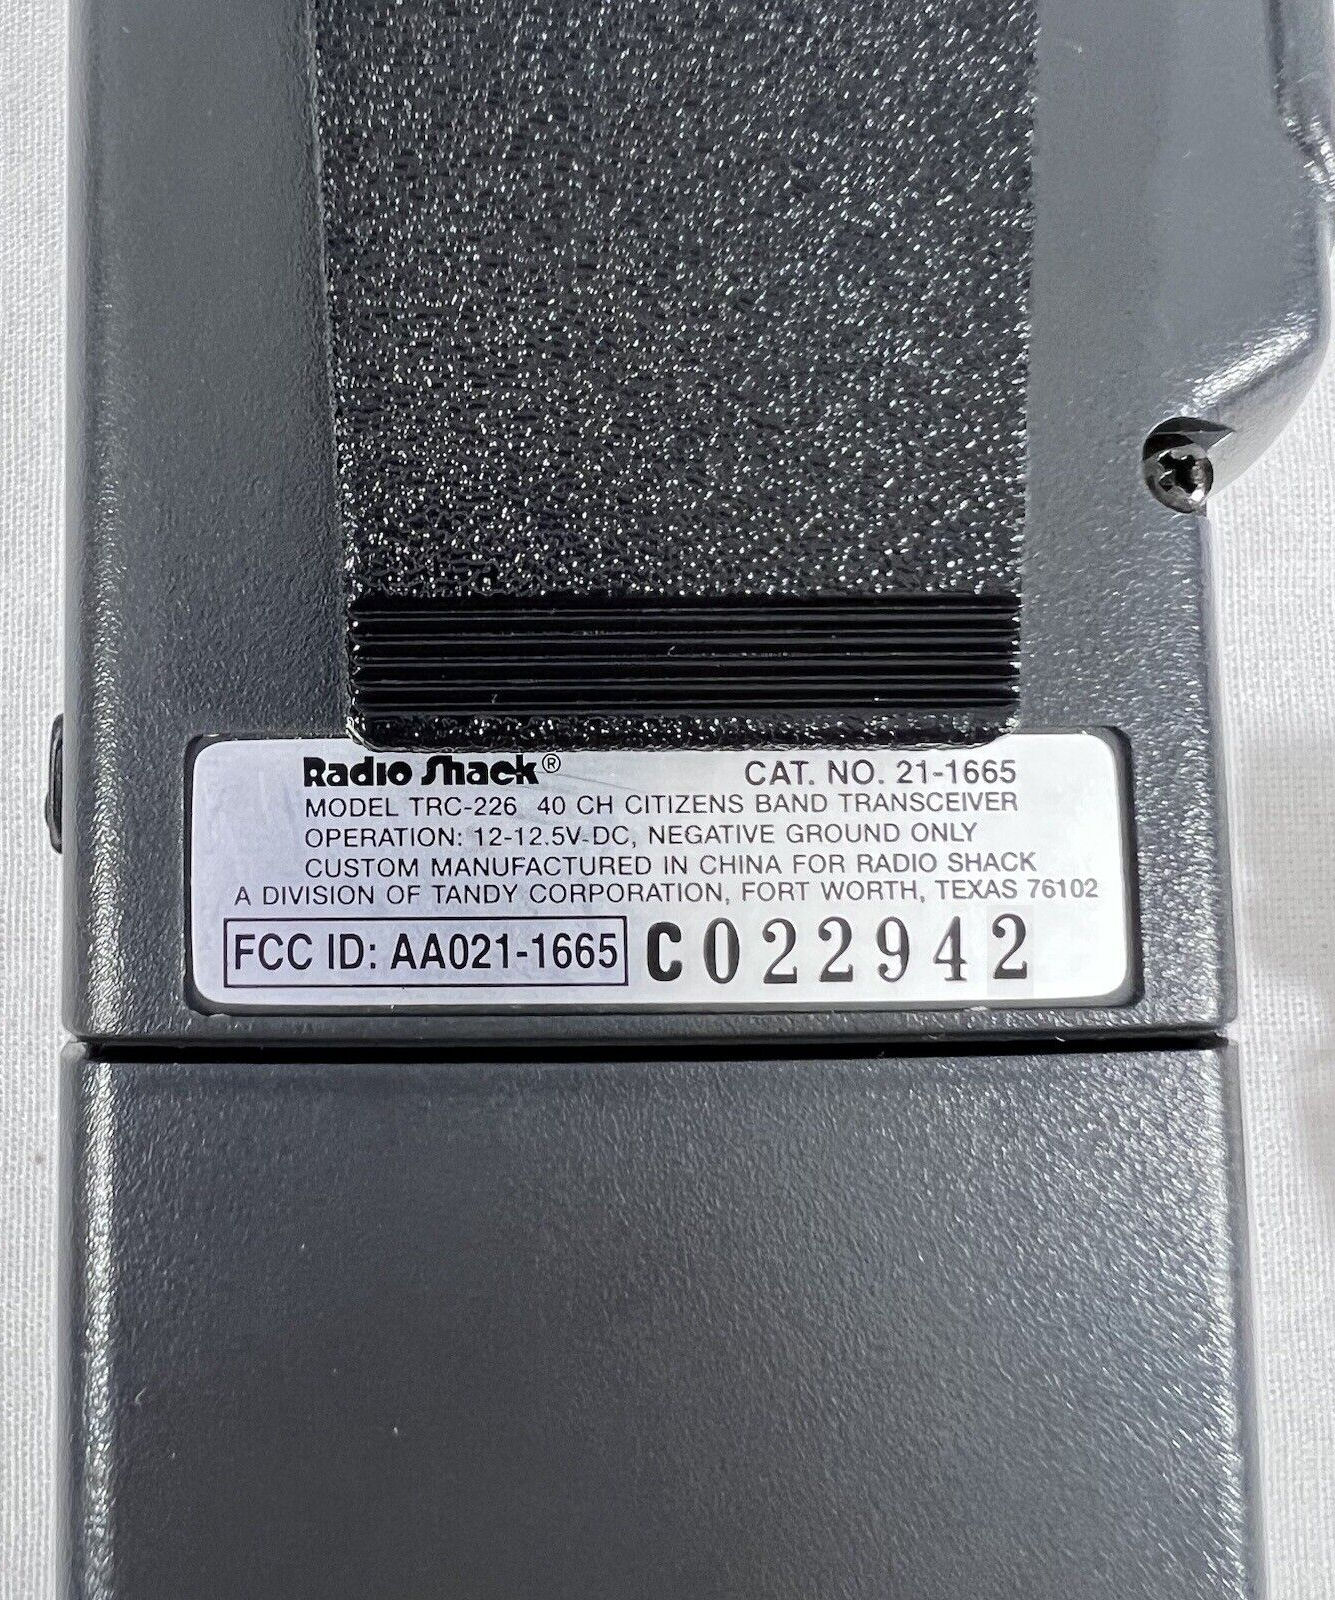 Radio Shack® CAT. NO. 21-1665
MODEL TRC-226 40 CH CITIZENS BAND TRANSCEIVER
OPERATION: 12-12.5V-DC, NEGATIVE GROUND ONLY
CUSTOM MANUFACTURED IN CHINA FOR RADIO SHACK
A DIVISION OF TANDY CORPORATION, FORT WORTH, TEXAS 76102
FCC ID: AA021-1665 C022942